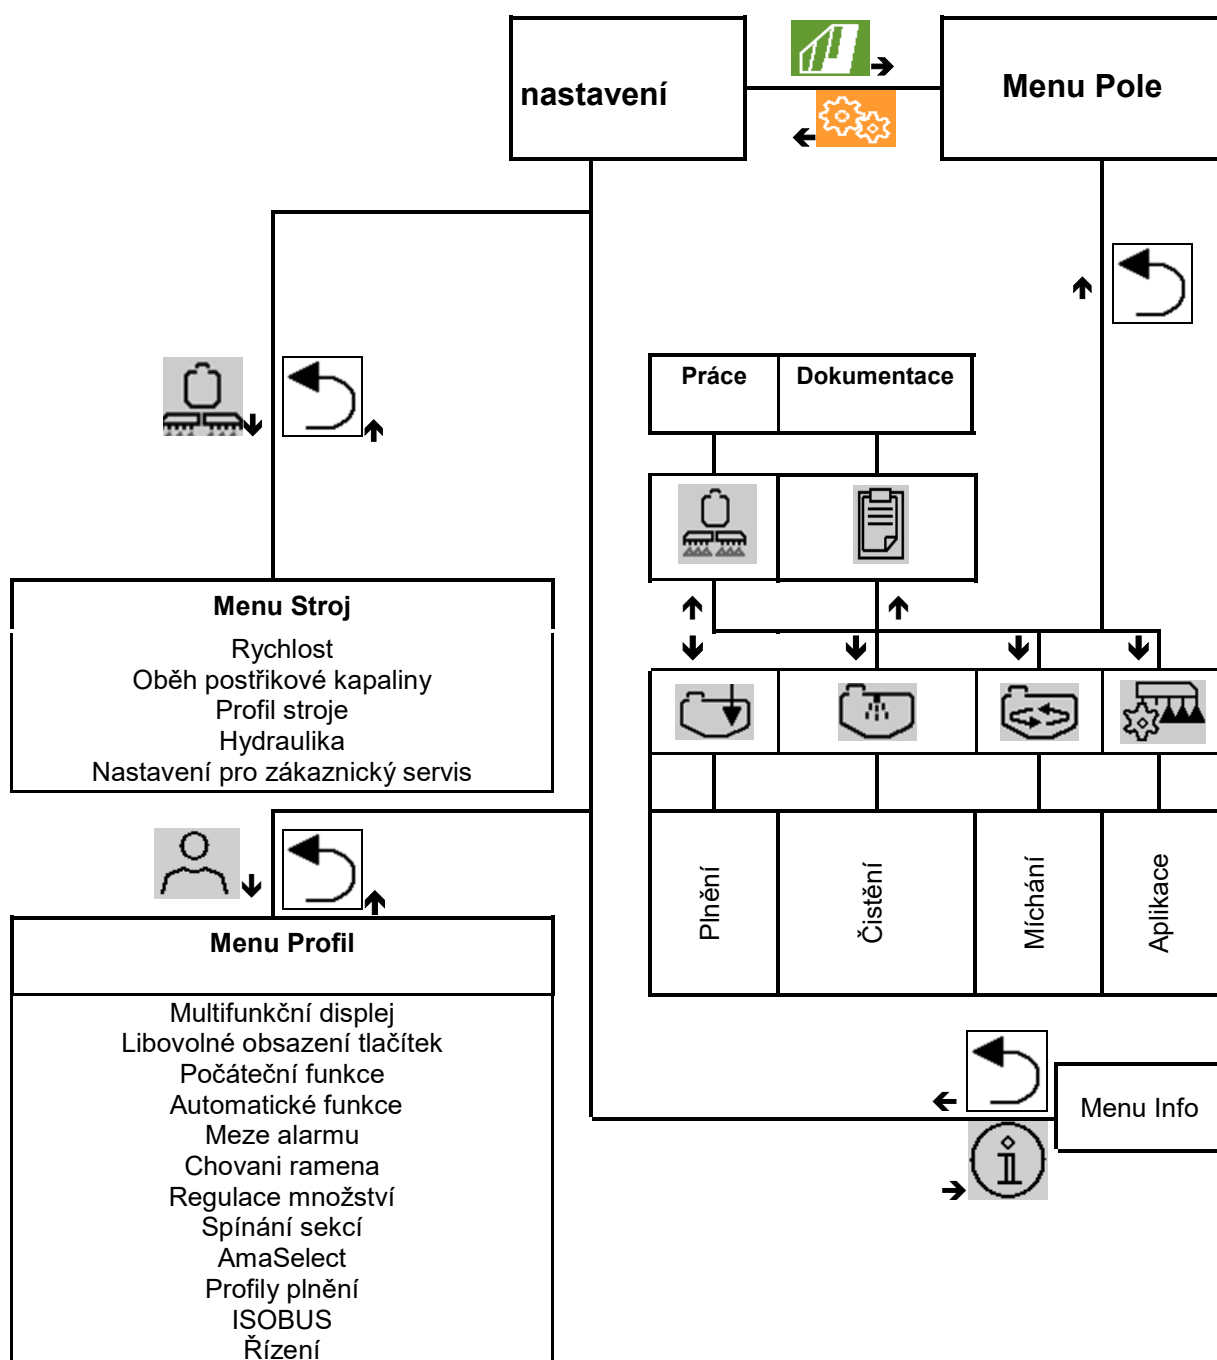 nastavení
Menu Pole
Práce
Dokumentace
Menu Stroj
Rychlost
Oběh postřikové kapaliny
Profil stroje
Hydraulika
Nastavení pro zákaznický servis
Plnění
Čistění
Míchání
Aplikace
Menu Profil
Multifunkční displej
Libovolné obsazení tlačítek
Počáteční funkce
Automatické funkce
Meze alarmu
Chovani ramena
Regulace množství
Spínání sekcí
AmaSelect
Profily plnění
ISOBUS
Řízení
Menu Info